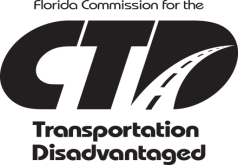 Florida Commission for the
CTD
Transportation
Disadvantaged